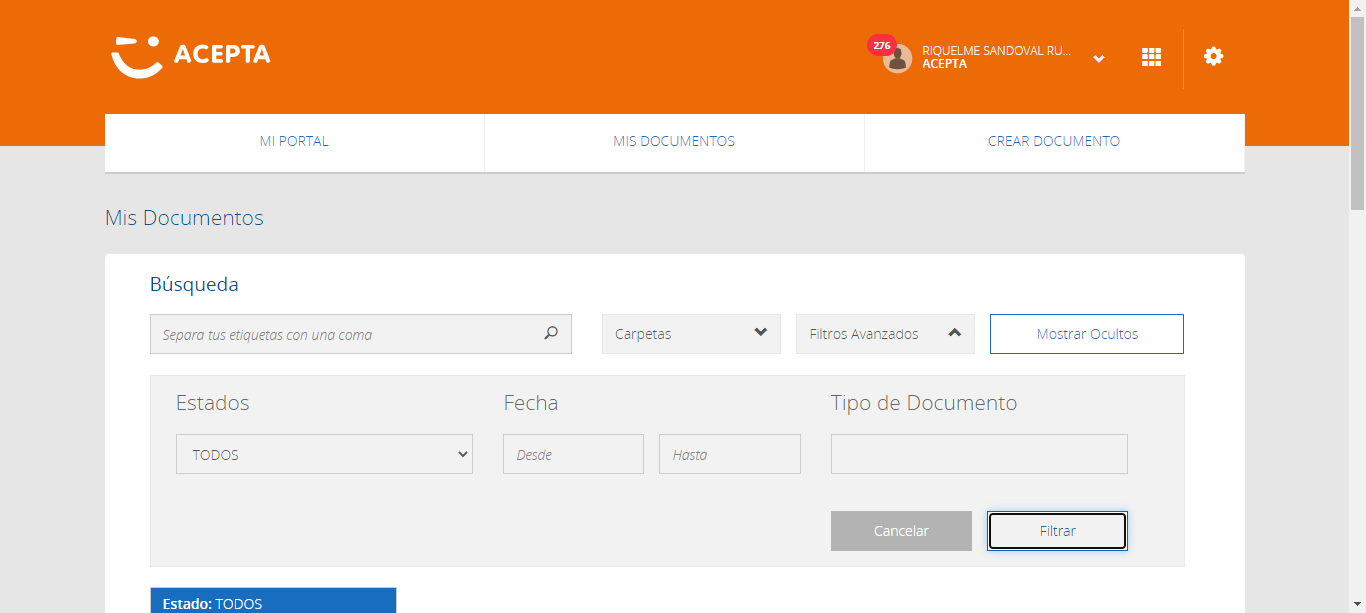 ACEPTA
276
RIQUELME SANDOVAL RU...
ACEPTA
MI PORTAL
MIS DOCUMENTOS
CREAR DOCUMENTO
Mis Documentos
Búsqueda
Separa tus etiquetas con una coma
Carpetas
Filtros Avanzados
Mostrar Ocultos
Estados
Fecha
Tipo de Documento
TODOS
Desde
Hasta
Cancelar
Filtrar
Estado: TODOS